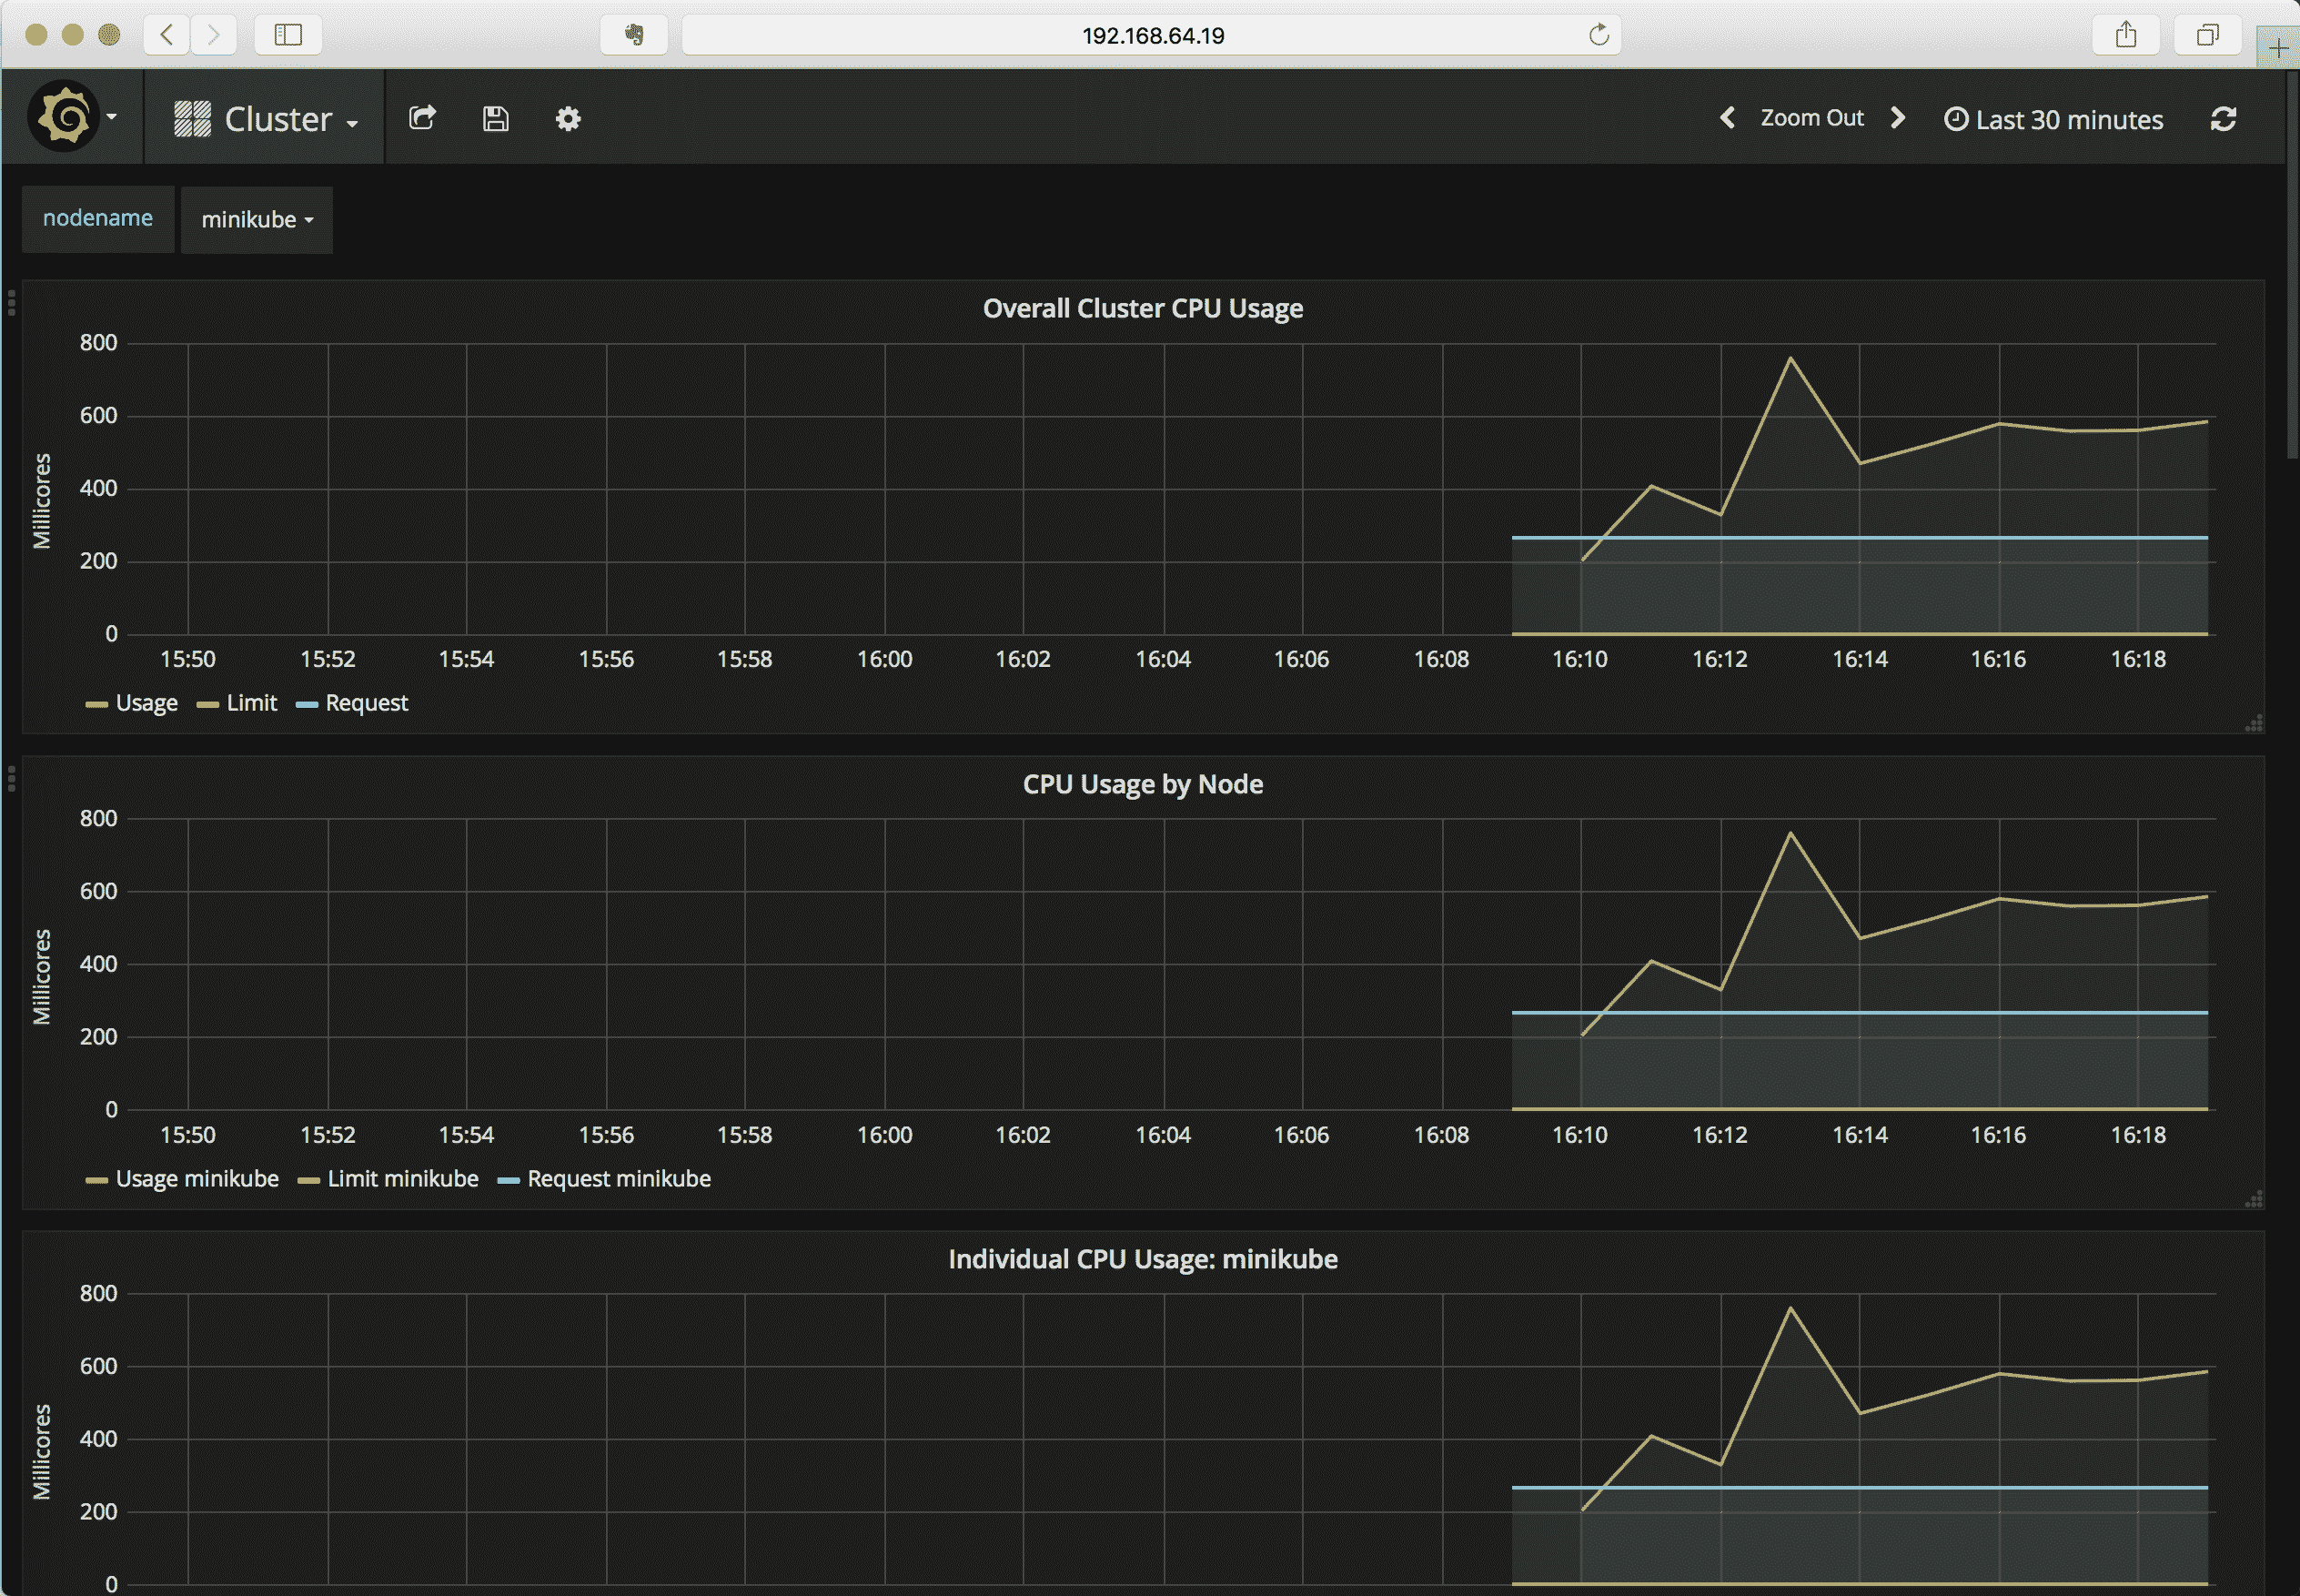 192.168.64.19
Cluster
Zoom Out
Last 30 minutes
nodename
minikube
Overall Cluster CPU Usage
Millicores
800
600
400
200
0
15:50 15:52 15:54 15:56 15:58 16:00 16:02 16:04 16:06 16:08 16:10 16:12 16:14 16:16 16:18
Usage Limit Request
CPU Usage by Node
Millicores
800
600
400
200
0
15:50 15:52 15:54 15:56 15:58 16:00 16:02 16:04 16:06 16:08 16:10 16:12 16:14 16:16 16:18
Usage minikube Limit minikube Request minikube
Individual CPU Usage: minikube
Millicores
800
600
400
200
0